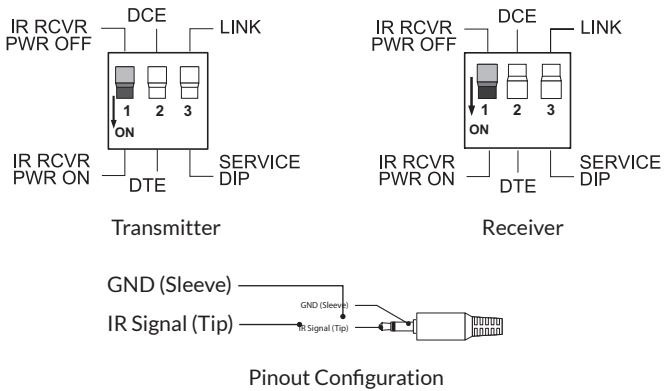 IR RCVR
PWR OFF
DCE
LINK
1 2 3
ON
IR RCVR
PWR ON
DTE
SERVICE
DIP
Transmitter
IR RCVR
PWR OFF
DCE
LINK
1 2 3
ON
IR RCVR
PWR ON
DTE
SERVICE
DIP
Receiver
GND (Sleeve)
GND (Sleeve)
IR Signal (Tip)
IR Signal (Tip)
Pinout Configuration